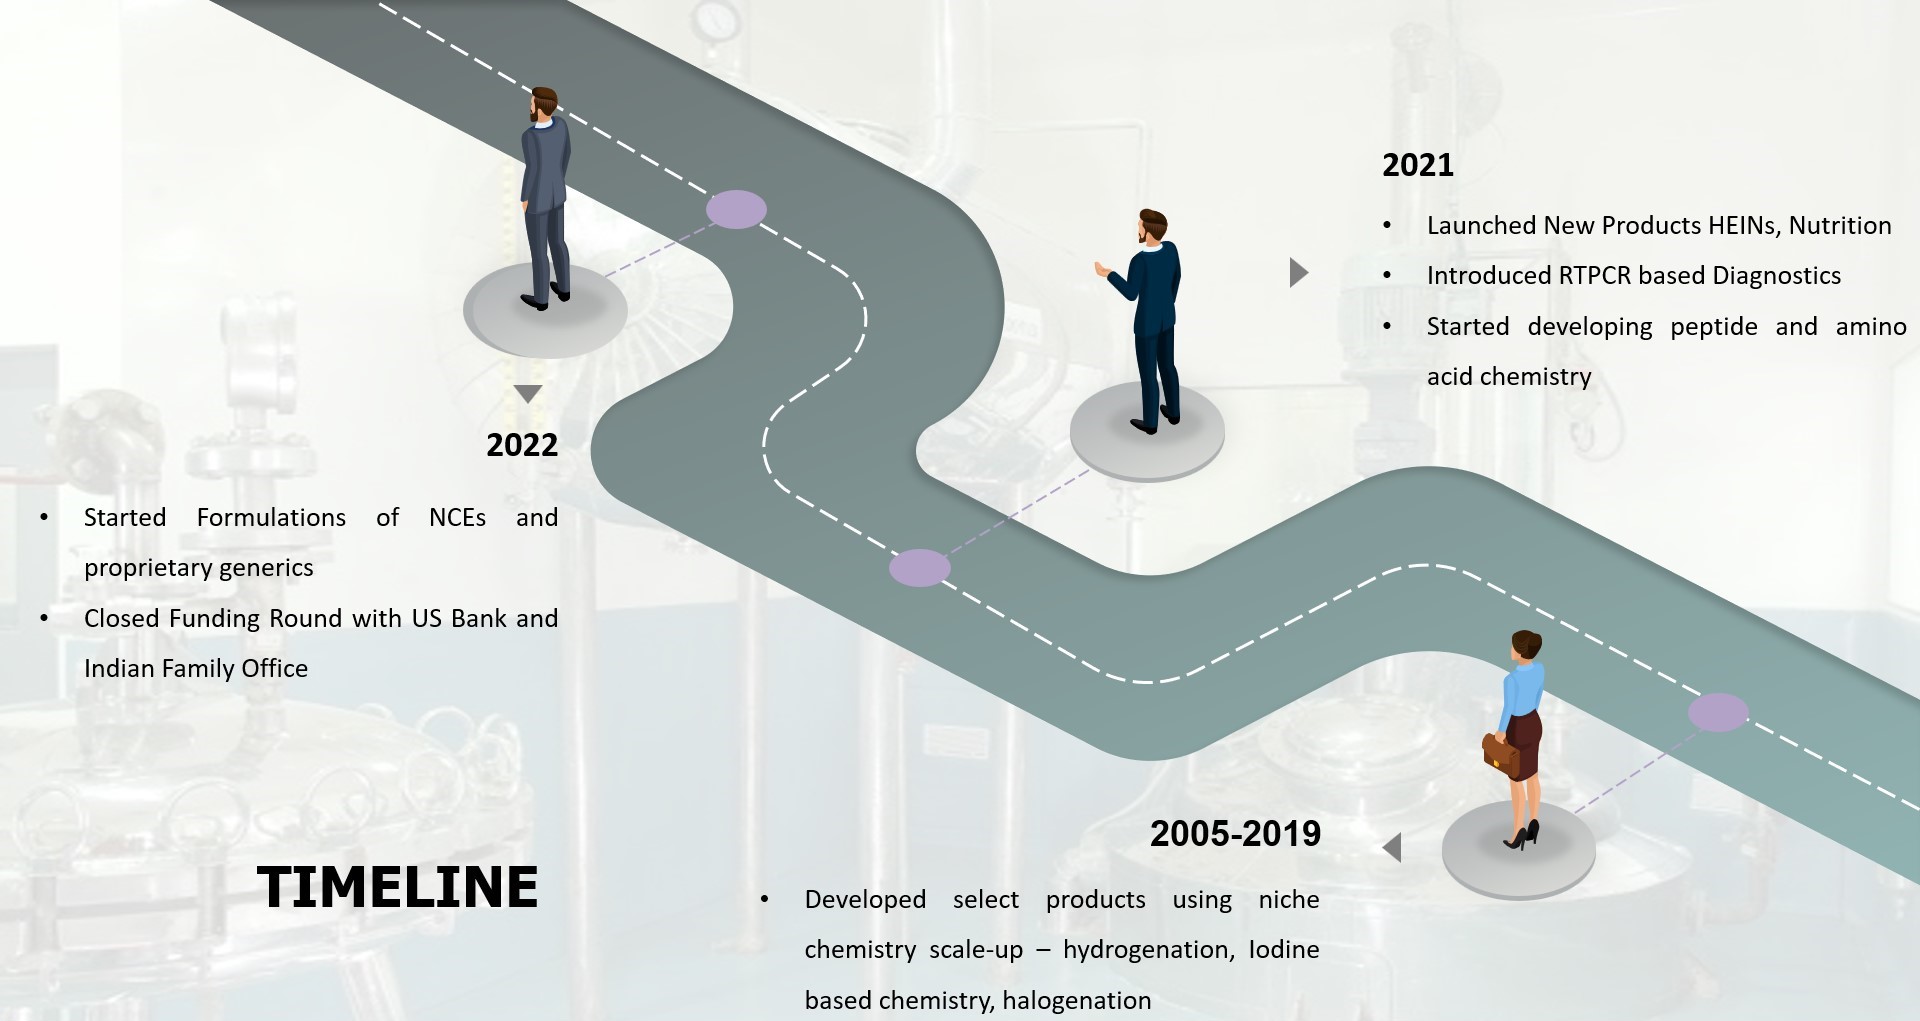 2021
• Launched New Products HEINs, Nutrition
• Introduced RTPCR based Diagnostics
• Started developing peptide and amino
acid chemistry
2022
• Started Formulations of NCEs and
proprietary generics
• Closed Funding Round with US Bank and
Indian Family Office
2005-2019
• Developed select products using niche
chemistry scale-up – hydrogenation, Iodine
based chemistry, halogenation
TIMELINE